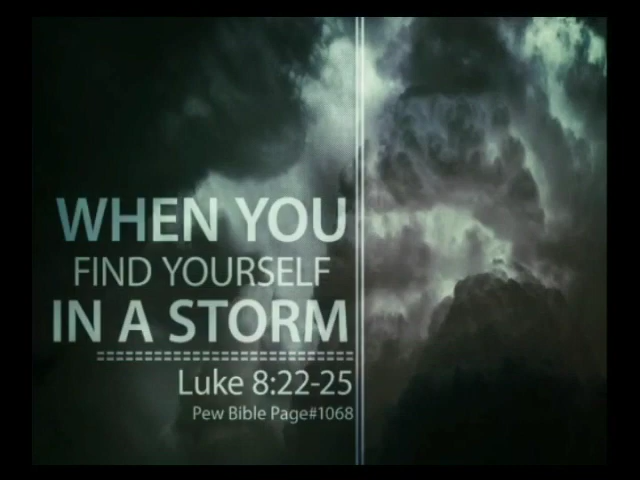 WHEN YOU
FIND YOURSELF
IN A STORM
Luke 8:22-25
Pew Bible Page#1068